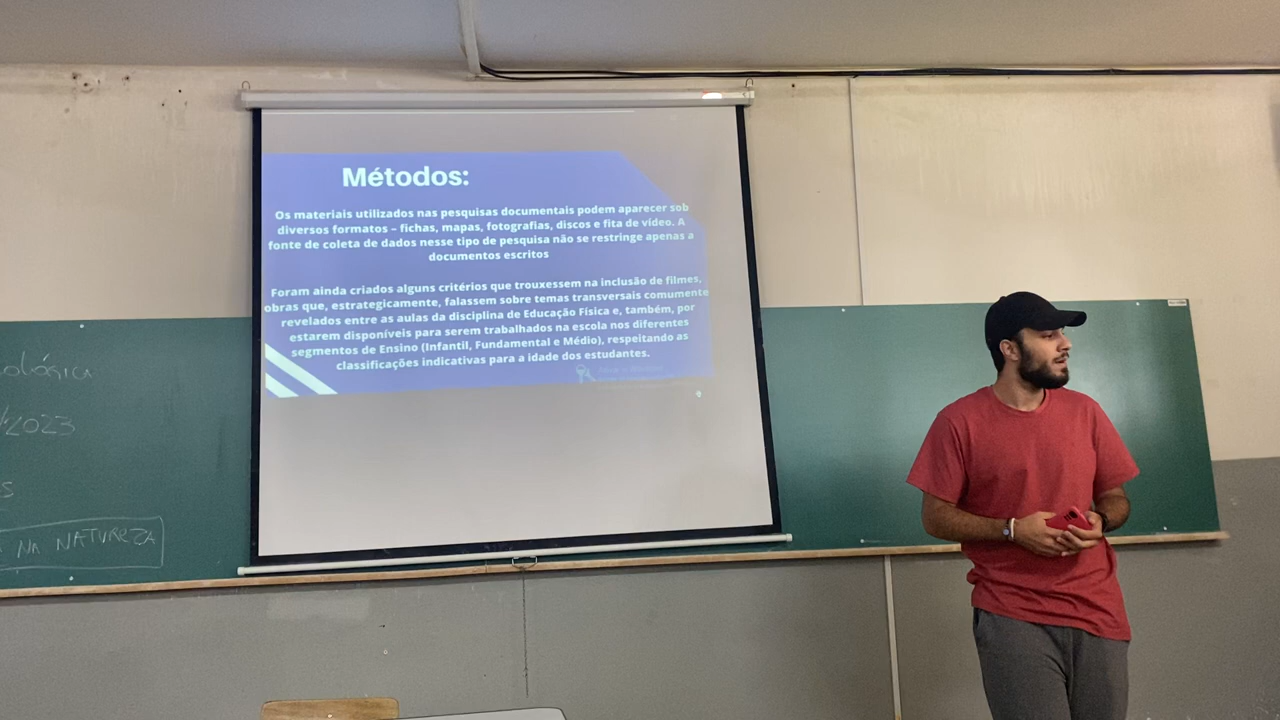 Métodos:
Os materiais utilizados nas pesquisas documentais podem aparecer sob
diversos formatos – fichas, mapas, fotografias, discos e fita de vídeo. A
fonte de coleta de dados nesse tipo de pesquisa não se restringe apenas a
documentos escritos
Foram ainda criados alguns critérios que trouxessem na inclusão de filmes,
obras que, estrategicamente, falassem sobre temas transversais comumente
revelados entre as aulas da disciplina de Educação Física e, também, por
estarem disponíveis para serem trabalhados na escola nos diferentes
segmentos de Ensino (Infantil, Fundamental e Médio), respeitando as
classificações indicativas para a idade dos estudantes.
/2023
NA NATUREZA